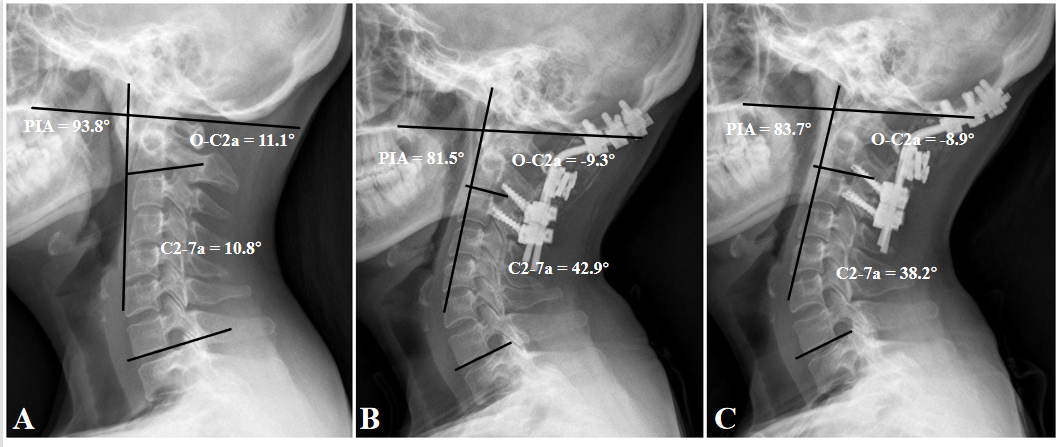 PIA = 93.8°
O-C2a = 11.1°
C2-7a = 10.8°
A
PIA = 81.5°
O-C2a = -9.3°
C2-7a = 42.9°
B
PIA = 83.7°
O-C2a = -8.9°
C2-7a = 38.2°
C